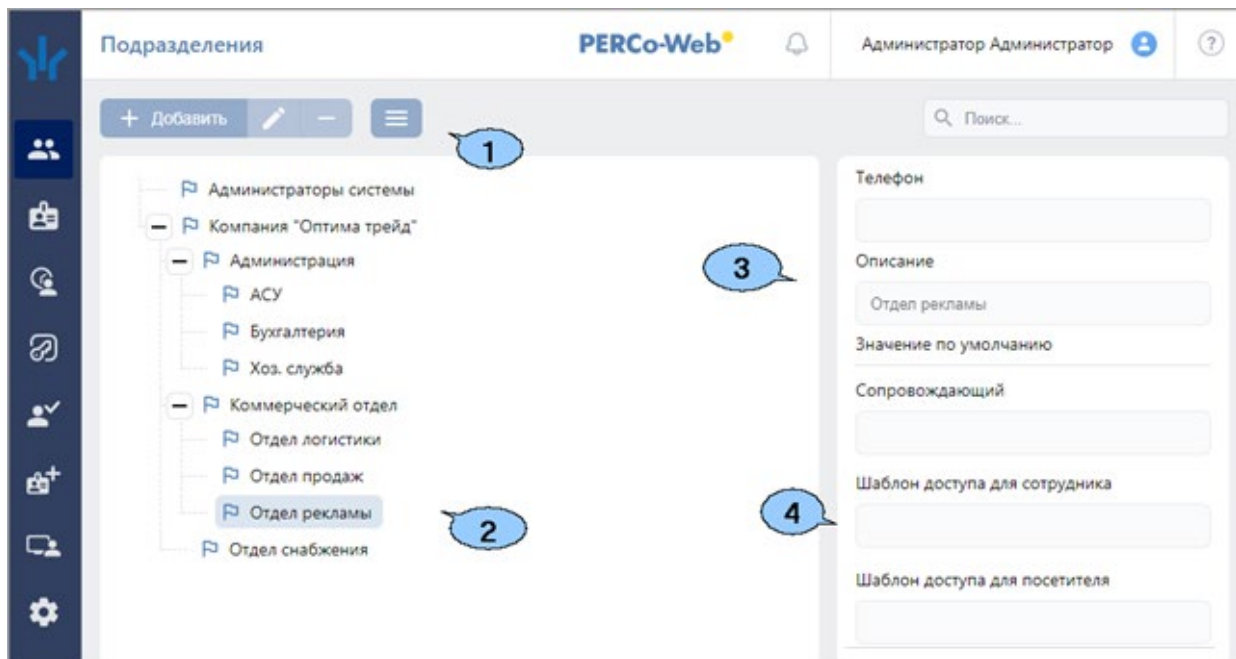 Подразделения
PERCo-Web
Администратор Администратор
?
+ Добавить
Поиск...
1
Администраторы системы
Компания "Оптима трейд"
Администрация
АСУ
Бухгалтерия
Хоз. служба
Коммерческий отдел
Отдел логистики
Отдел продаж
Отдел рекламы
Отдел снабжения
2
3
4
Телефон
Описание
Отдел рекламы
Значение по умолчанию
Сопровождающий
Шаблон доступа для сотрудника
Шаблон доступа для посетителя